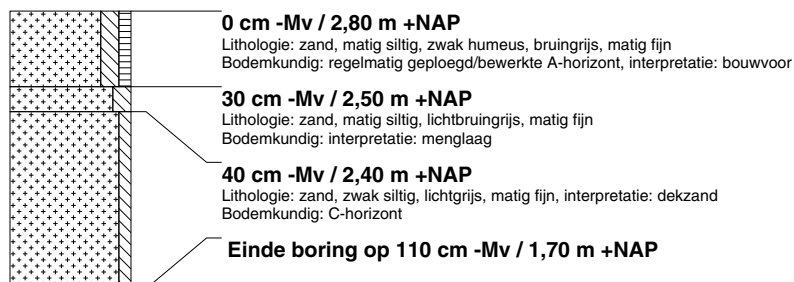 0 cm -Mv / 2,80 m +NAP
Lithologie: zand, matig siltig, zwak humeus, bruingrijs, matig fijn
Bodemkundig: regelmatig geploegd/bewerkte A-horizont, interpretatie: bouwvoor
30 cm -Mv / 2,50 m +NAP
Lithologie: zand, matig siltig, lichtbruingrijs, matig fijn
Bodemkundig: interpretatie: menglaag
40 cm -Mv / 2,40 m +NAP
Lithologie: zand, zwak siltig, lichtgrijs, matig fijn, interpretatie: dekzand
Bodemkundig: C-horizont
Einde boring op 110 cm -Mv / 1,70 m +NAP